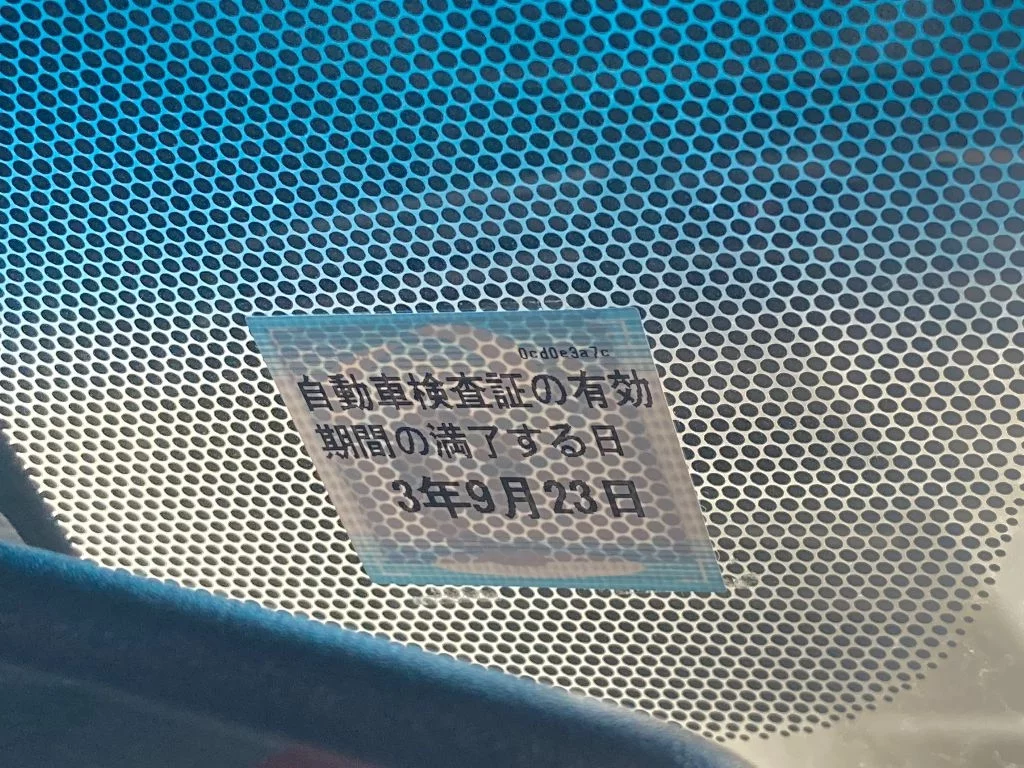 0cd0e3a7c
自動車検査証の有効
期間の満了する日
3年9月23日